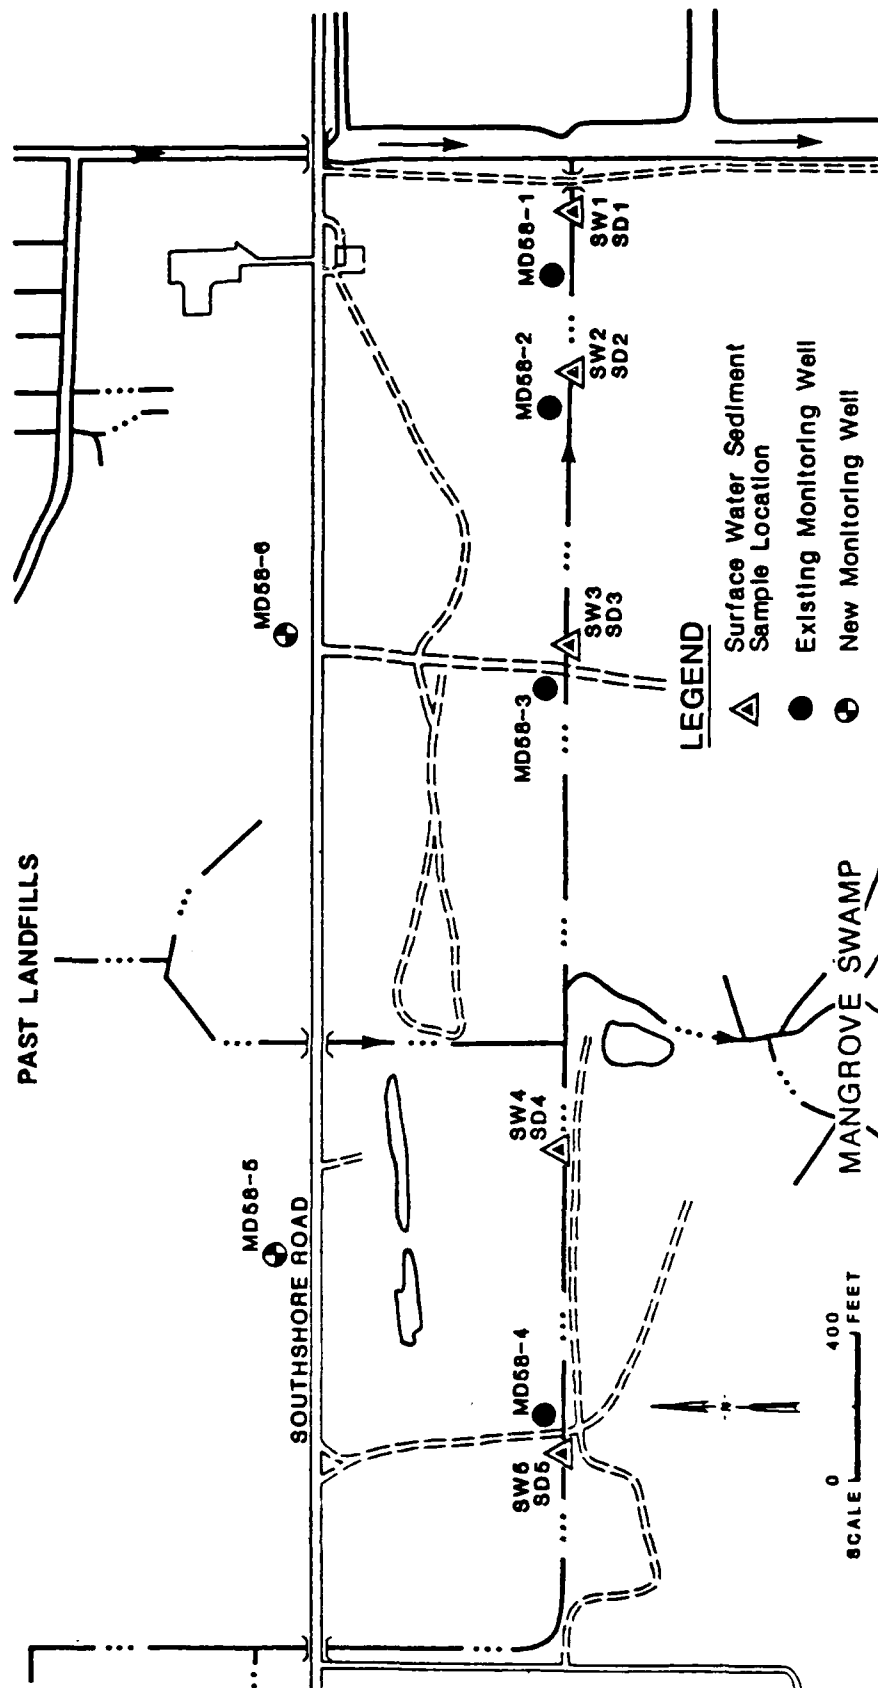 PAST LANDFILLS
MD58-5
MD58-6
SOUTHSHORE ROAD
SW5
SD5
MD58-4
SW4
SD4
MD58-3
SW3
SD3
MD58-2
SW2
SD2
MD58-1
SW1
SD1
MANGROVE SWAMP
N
SCALE
0
400
FEET
LEGEND
Surface Water Sediment
Sample Location
Existing Monitoring Well
New Monitoring Well